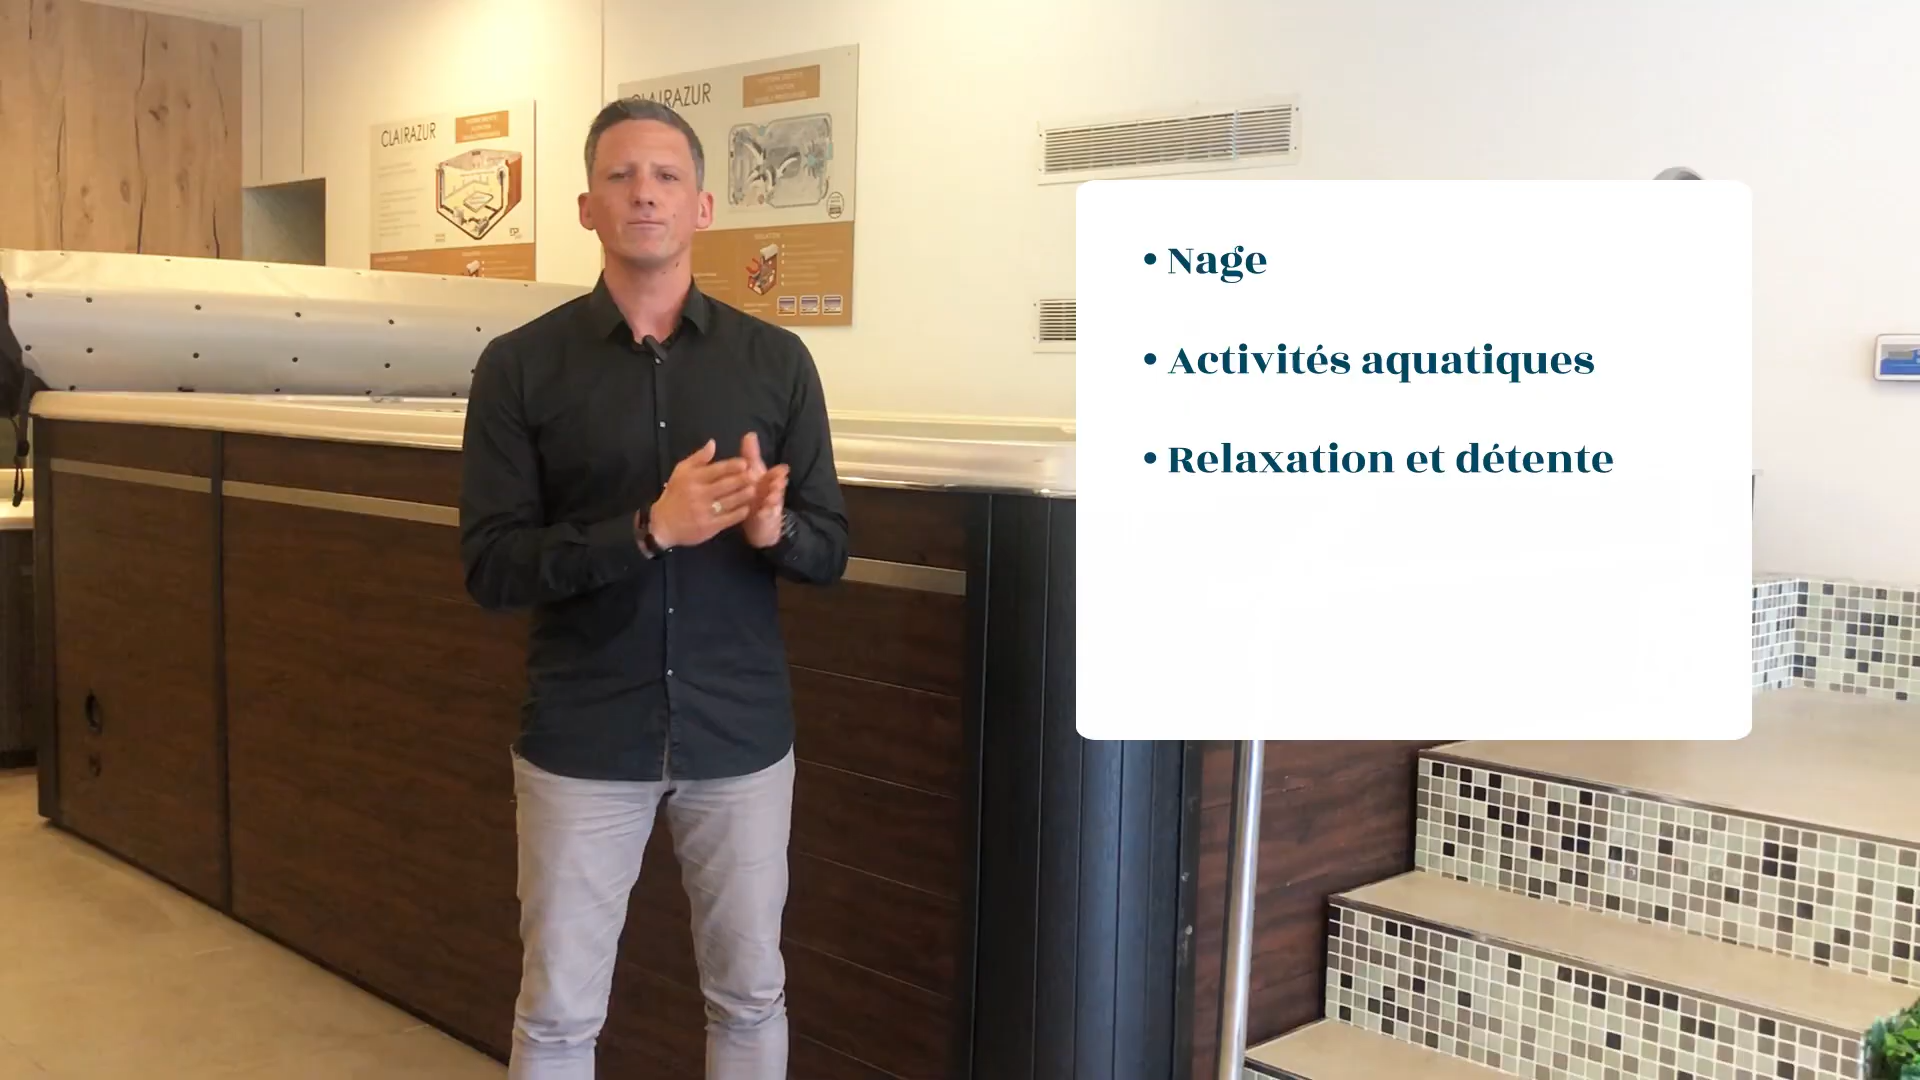 CLAIRAZUR
CLAIRAZUR
• Nage
• Activités aquatiques
• Relaxation et détente